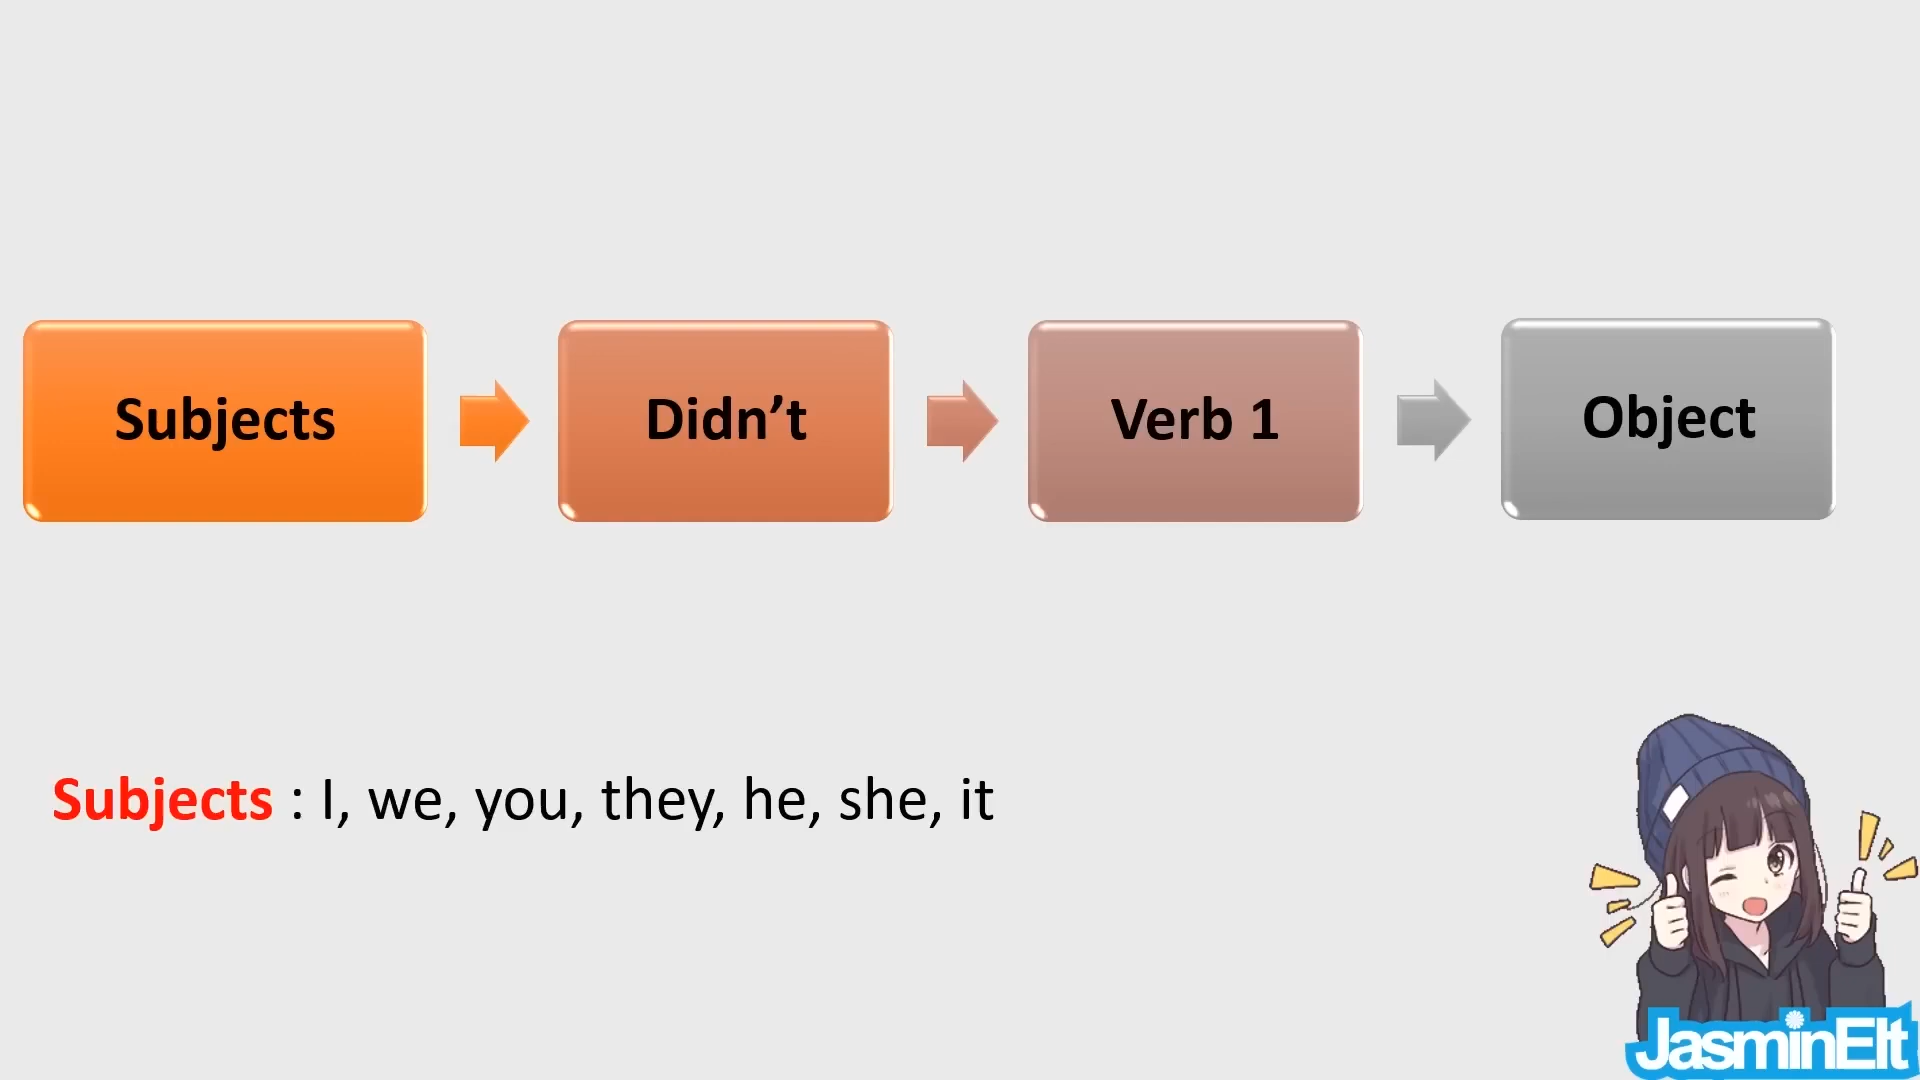 Subjects
Didn’t
Verb 1
Object
Subjects : I, we, you, they, he, she, it
JasminElt